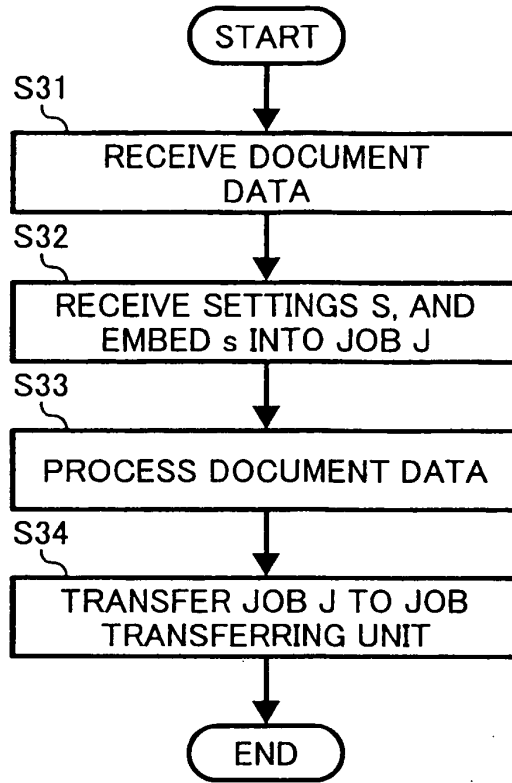 START
S31
RECEIVE DOCUMENT
DATA
S32
RECEIVE SETTINGS S, AND
EMBED s INTO JOB J
S33
PROCESS DOCUMENT DATA
S34
TRANSFER JOB J TO JOB
TRANSFERRING UNIT
END